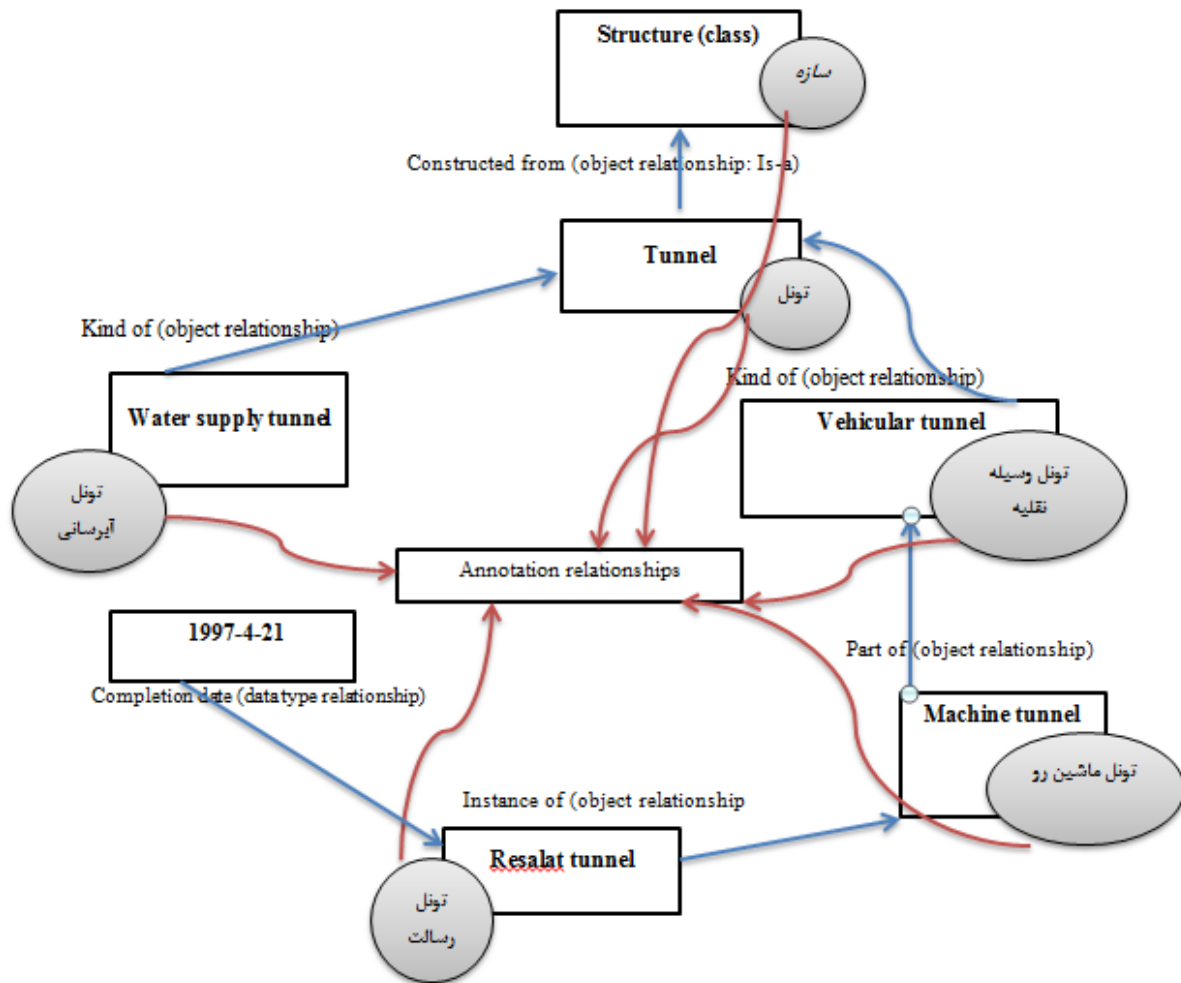 Structure (class)
سازه
Constructed from (object relationship: Is-a)
Tunnel
تونل
Kind of (object relationship)
Kind of (object relationship)
Water supply tunnel
Vehicular tunnel
تونل وسیله
نقلیه
تونل
آبرسانی
Annotation relationships
1997-4-21
Completion date (datatype relationship)
Part of (object relationship)
Machine tunnel
تونل ماشین رو
Instance of (object relationship
Resalat tunnel
تونل
رسالت